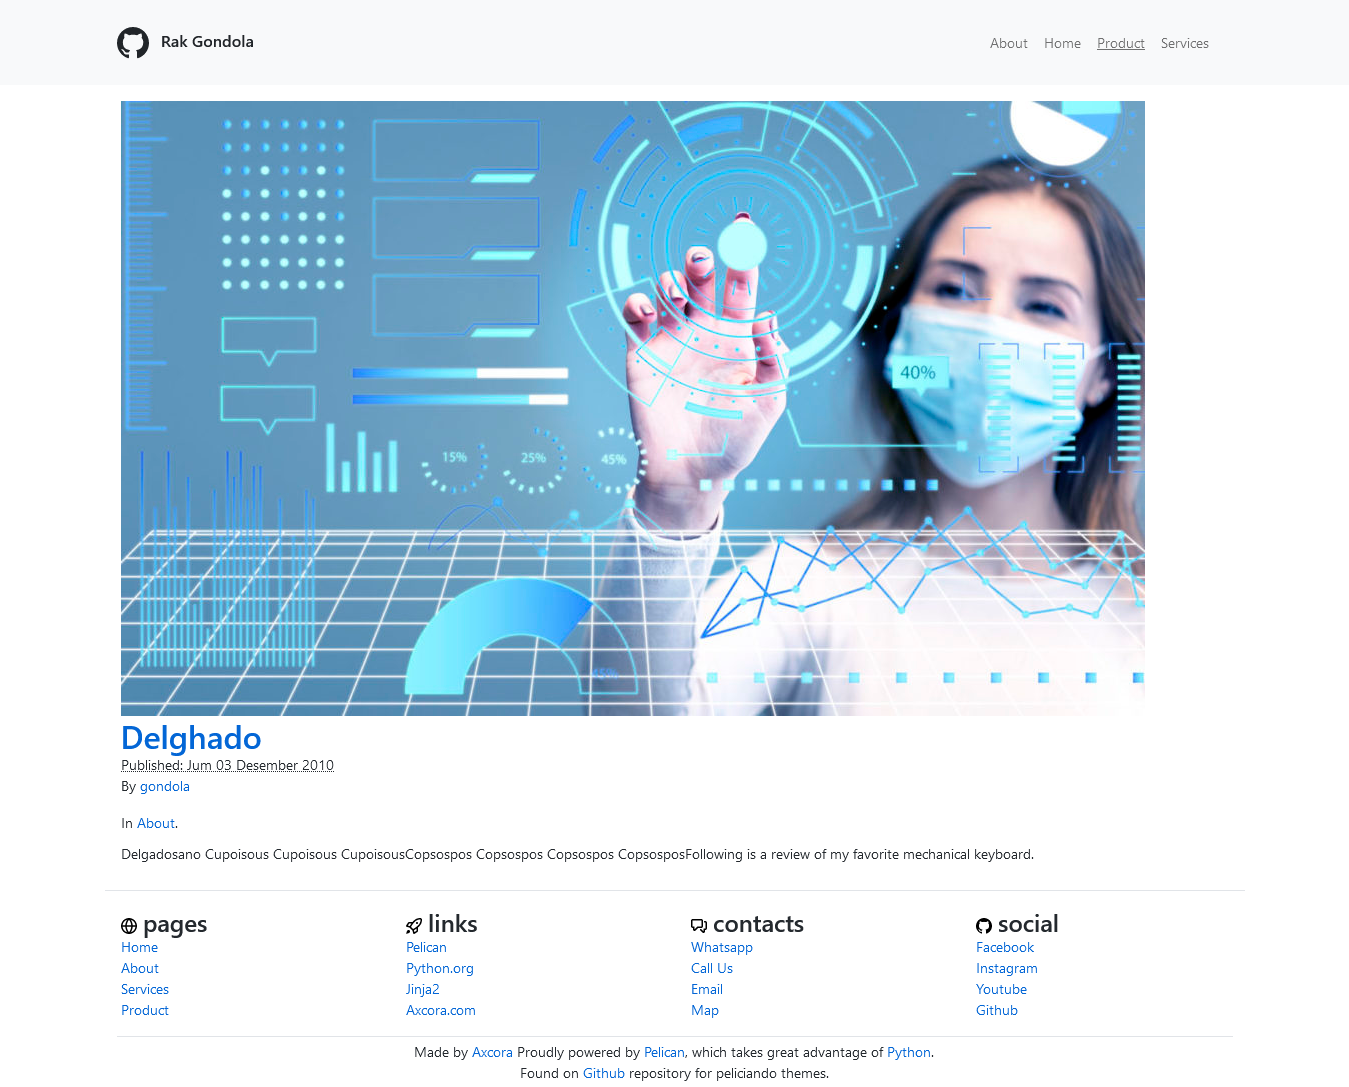 Rak Gondola
About Home Product Services
40%
15% 25% 45%
Delghado
Published: Jum 03 Desember 2010
By gondola
In About.
Delgadosano Cupoisous Cupoisous CupoisousCopsospos Copsospos Copsospos CopsosposFollowing is a review of my favorite mechanical keyboard.
pages
Home
About
Services
Product
links
Pelican
Python.org
Jinja2
Axcora.com
contacts
Whatsapp
Call Us
Email
Map
social
Facebook
Instagram
Youtube
Github
Made by Axcora Proudly powered by Pelican, which takes great advantage of Python.
Found on Github repository for peliciando themes.